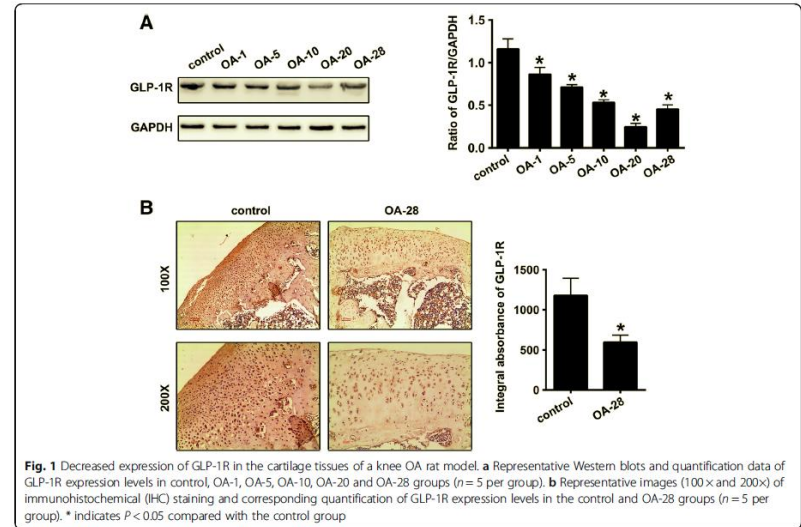 A
control
OA-1
OA-5
OA-10
OA-20
OA-28
GLP-1R
GAPDH
Ratio of GLP-1R/GAPDH
1.5
1.0
0.5
0.0
* * * * *
control
OA-1
OA-5
OA-10
OA-20
OA-28
B
control
OA-28
100X
200X
Integral absorbance of GLP-1R
1500
1000
500
0
*
control
OA-28
Fig. 1 Decreased expression of GLP-1R in the cartilage tissues of a knee OA rat model. a Representative Western blots and quantification data of
GLP-1R expression levels in control, OA-1, OA-5, OA-10, OA-20 and OA-28 groups (n = 5 per group). b Representative images (100 × and 200×) of
immunohistochemical (IHC) staining and corresponding quantification of GLP-1R expression levels in the control and OA-28 groups (n = 5 per
group). * indicates P < 0.05 compared with the control group